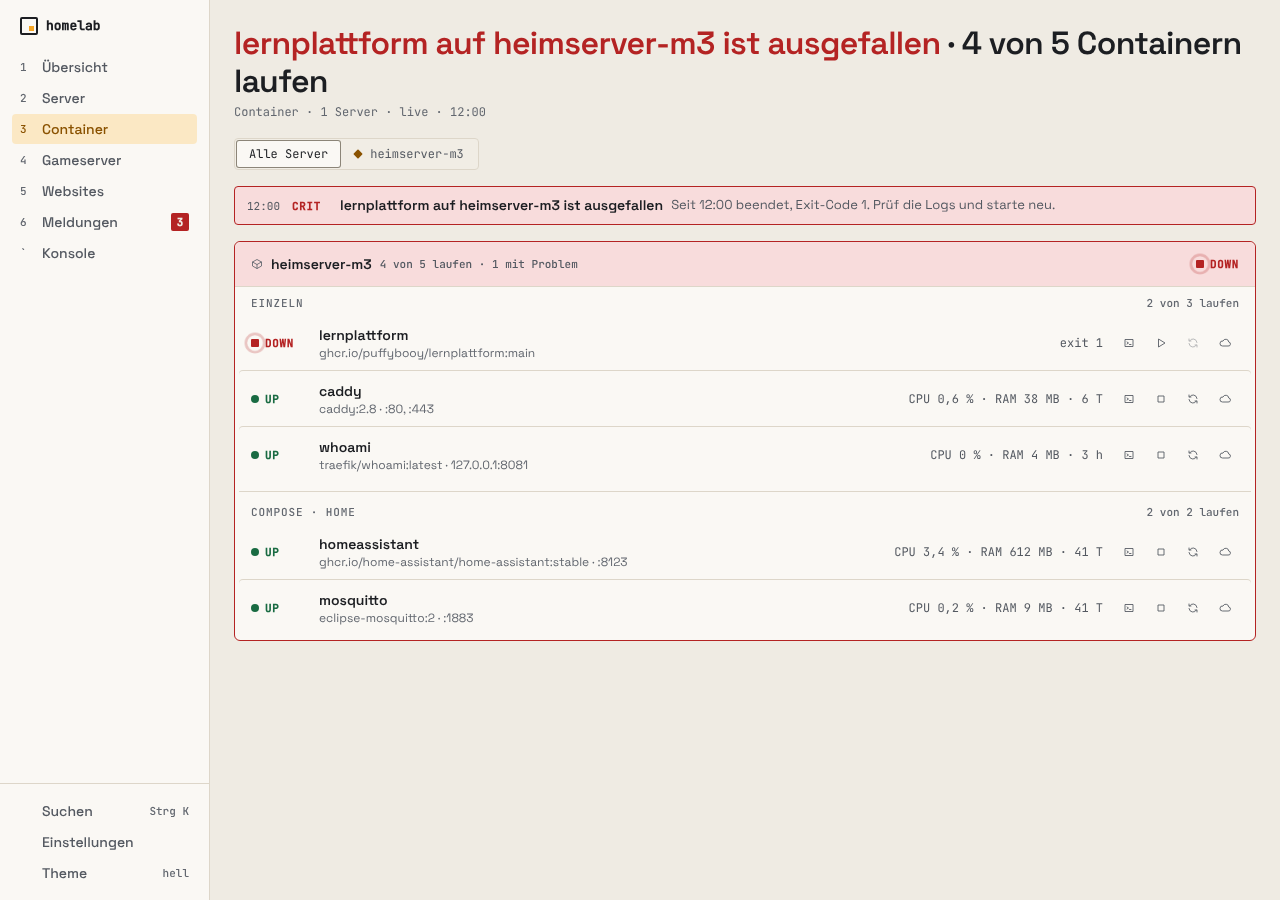 homelab
1 Übersicht
2 Server
3 Container
4 Gameserver
5 Websites
6 Meldungen 3
` Konsole
Suchen Strg K
Einstellungen
Theme hell
lernplattform auf heimserver-m3 ist ausgefallen · 4 von 5 Containern
laufen
Container · 1 Server · live · 12:00
Alle Server heimserver-m3
12:00 CRIT lernplattform auf heimserver-m3 ist ausgefallen Seit 12:00 beendet, Exit-Code 1. Prüf die Logs und starte neu.
heimserver-m3 4 von 5 laufen · 1 mit Problem DOWN
EINZELN 2 von 3 laufen
DOWN lernplattform exit 1
ghcr.io/puffybooy/lernplattform:main
UP caddy CPU 0,6 % · RAM 38 MB · 6 T
caddy:2.8 · :80, :443
UP whoami CPU 0 % · RAM 4 MB · 3 h
traefik/whoami:latest · 127.0.0.1:8081
COMPOSE · HOME 2 von 2 laufen
UP homeassistant CPU 3,4 % · RAM 612 MB · 41 T
ghcr.io/home-assistant/home-assistant:stable · :8123
UP mosquitto CPU 0,2 % · RAM 9 MB · 41 T
eclipse-mosquitto:2 · :1883